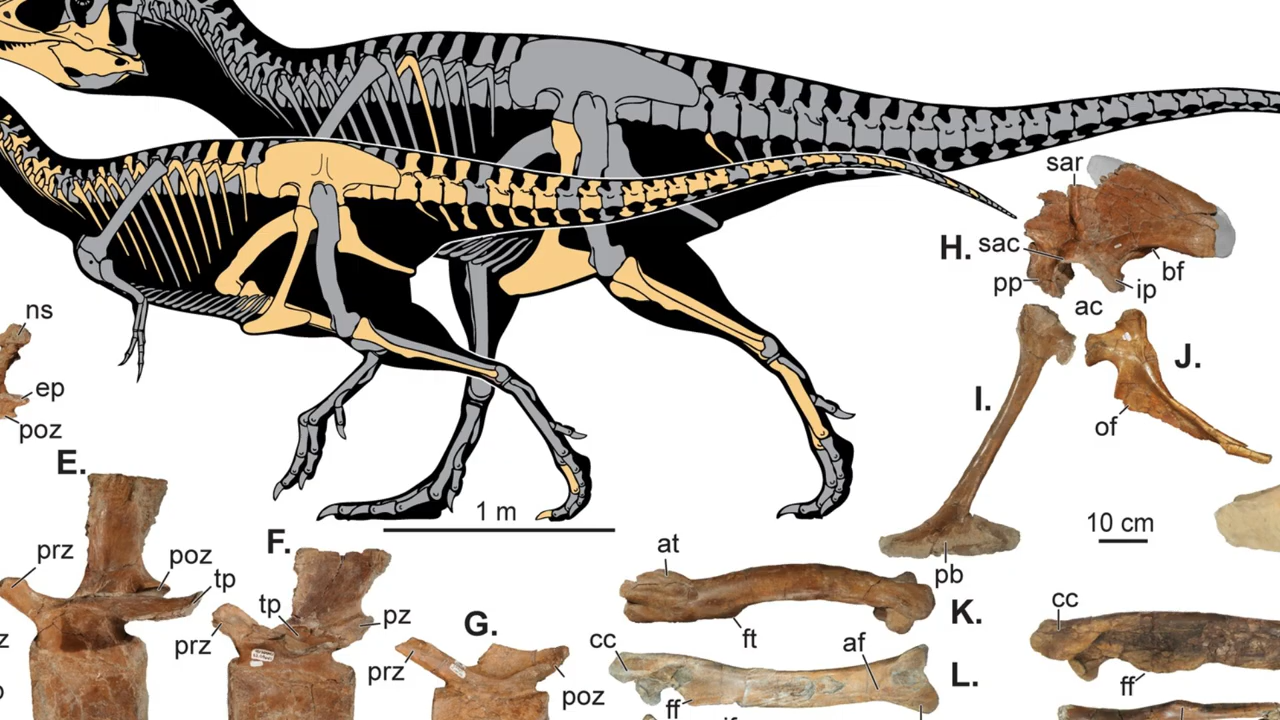 sar
H.
sac
pp
ip
bf
ac
ns
ep
poz
I.
J.
of
E.
1 m
10 cm
prz
poz
tp
F.
at
pb
tp
prz
pz
G.
K.
ft
cc
prz
poz
cc
af
L.
ff
ff